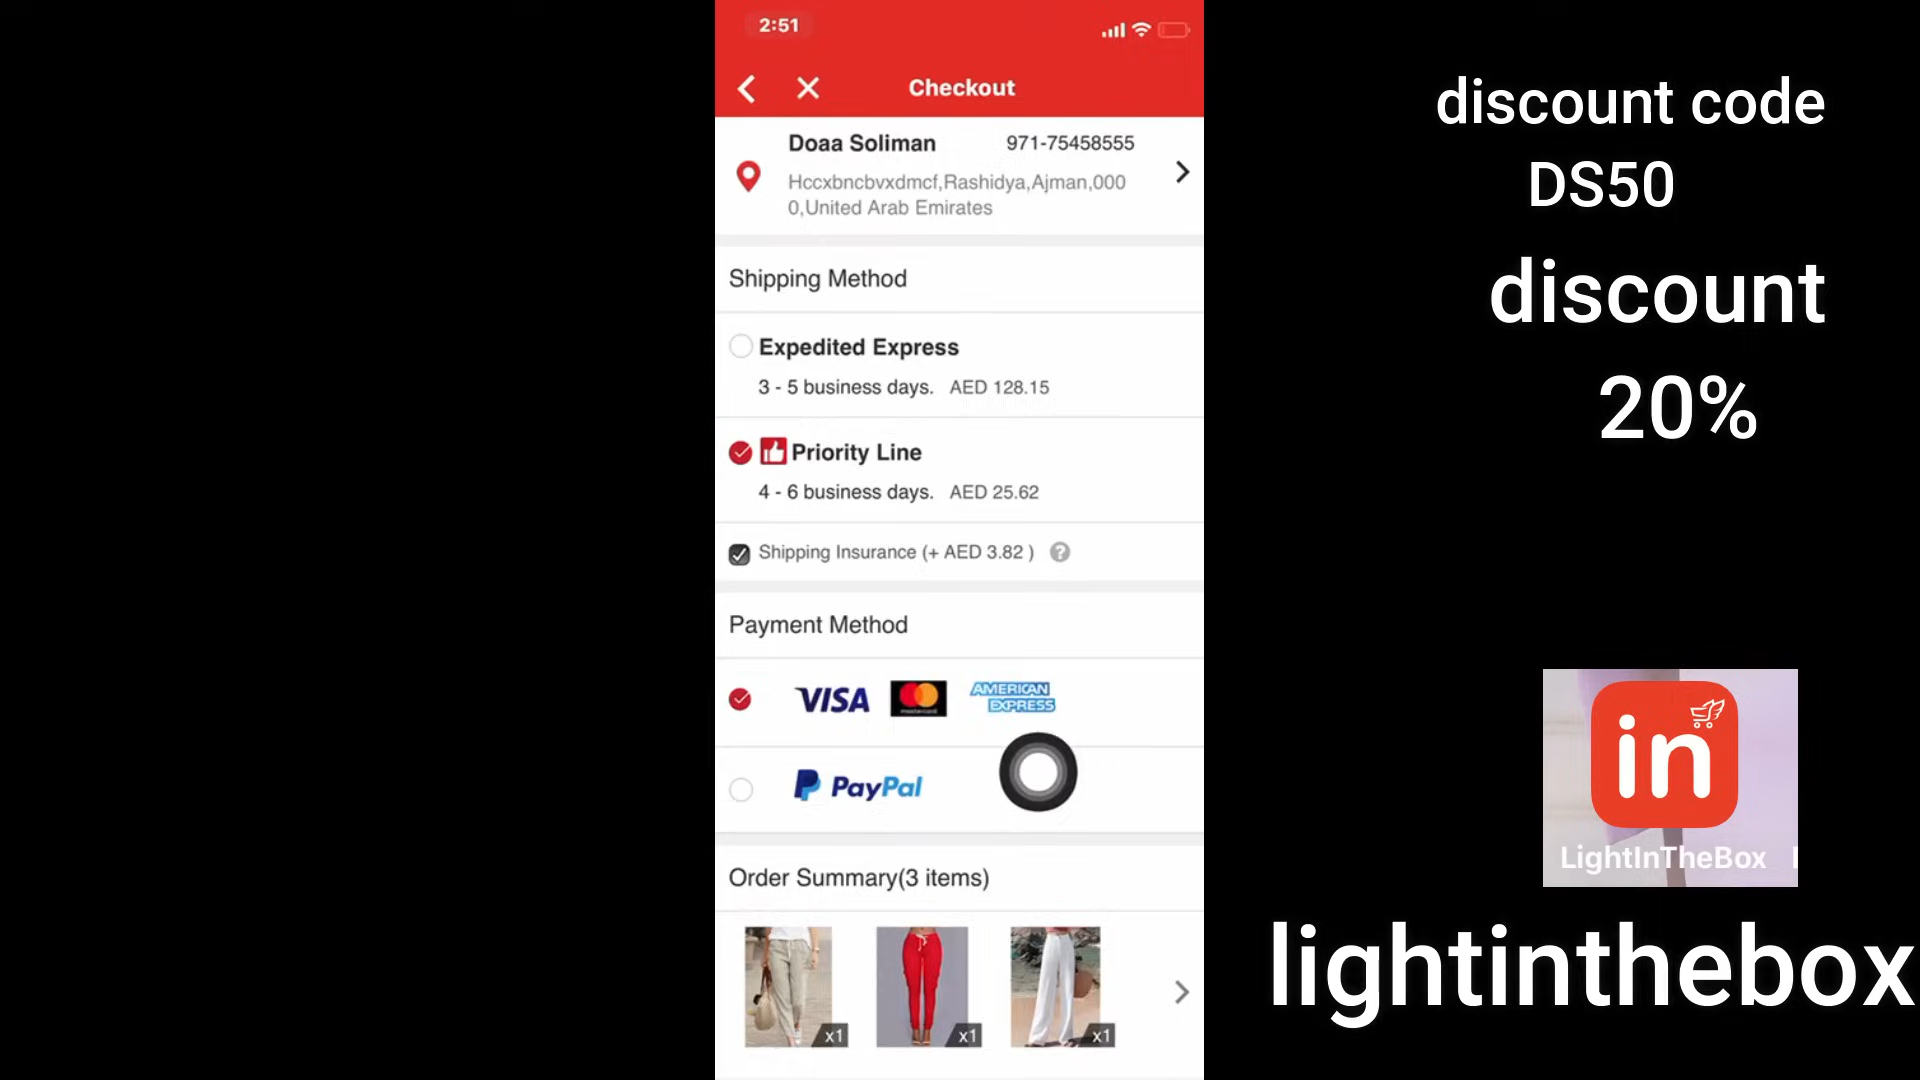 2:51
Checkout
Doaa Soliman 971-75458555
Hccxbncbvxdmcf,Rashidya,Ajman,000
0,United Arab Emirates
Shipping Method
Expedited Express
3 - 5 business days. AED 128.15
Priority Line
4 - 6 business days. AED 25.62
Shipping Insurance (+ AED 3.82 ) ?
Payment Method
VISA mastercard AMERICAN EXPRESS
PayPal
Order Summary(3 items)
x1 x1 x1
discount code
DS50
discount
20%
in
LightInTheBox
lightinthebox